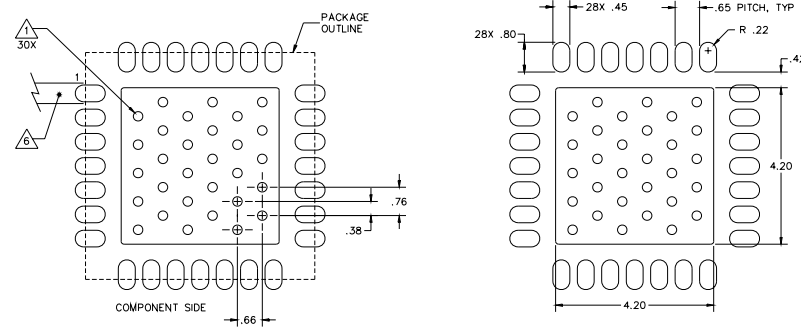 1
30X
PACKAGE
OUTLINE
1
6
.76
.38
COMPONENT SIDE
.66
28X .45
.65 PITCH, TYP
28X .80
R .22
4.20
4.20